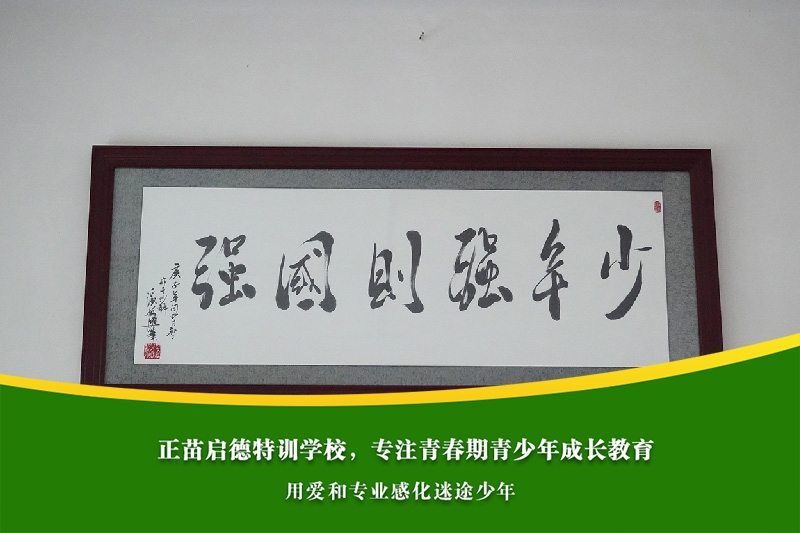 少年强则國强
正苗启德特训学校，专注青春期青少年成长教育
用爱和专业感化迷途少年